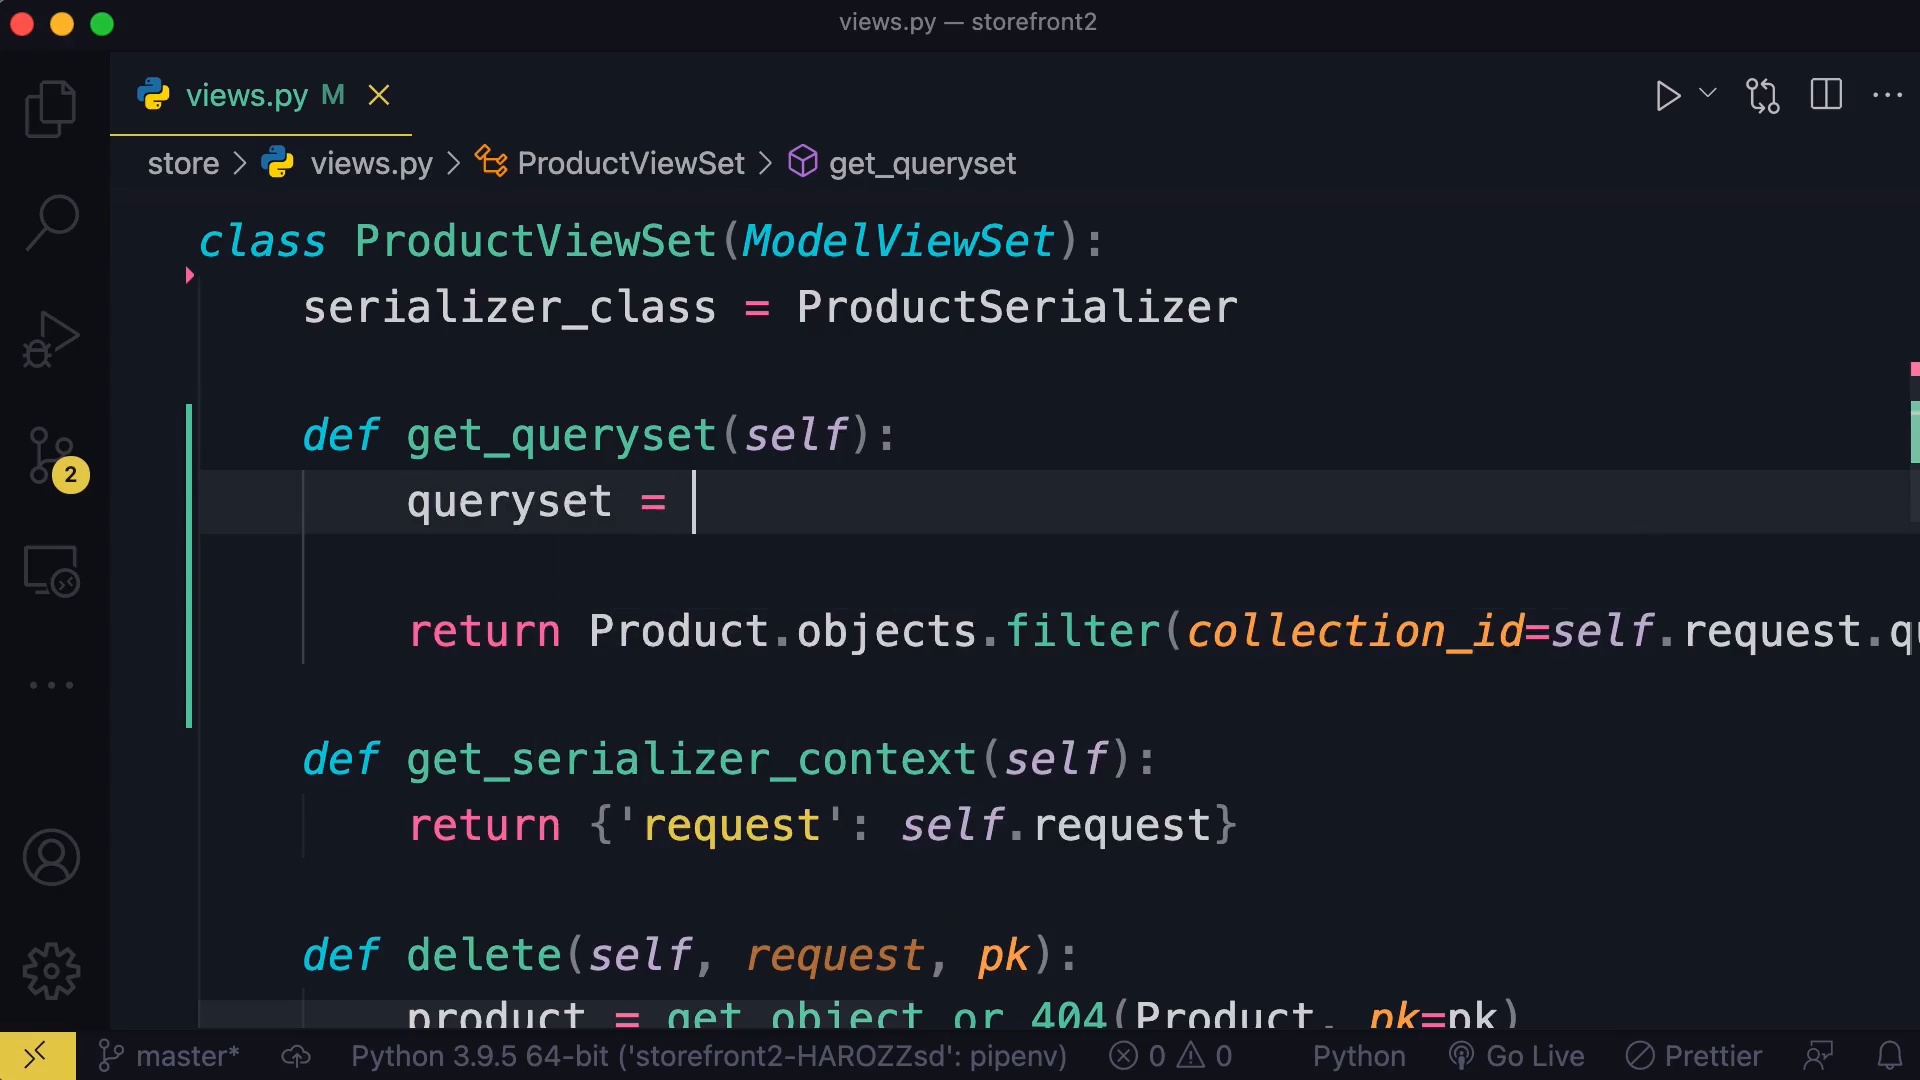 views.py — storefront2
views.py M
store > views.py > ProductViewSet > get_queryset
class ProductViewSet(ModelViewSet):
serializer_class = ProductSerializer
def get_queryset(self):
queryset =
return Product.objects.filter(collection_id=self.request.qu
def get_serializer_context(self):
return {'request': self.request}
def delete(self, request, pk):
product = get_object_or_404(Product, pk=pk)
2
master* Python 3.9.5 64-bit ('storefront2-HAROZZsd': pipenv) 0 0 Python Go Live Prettier